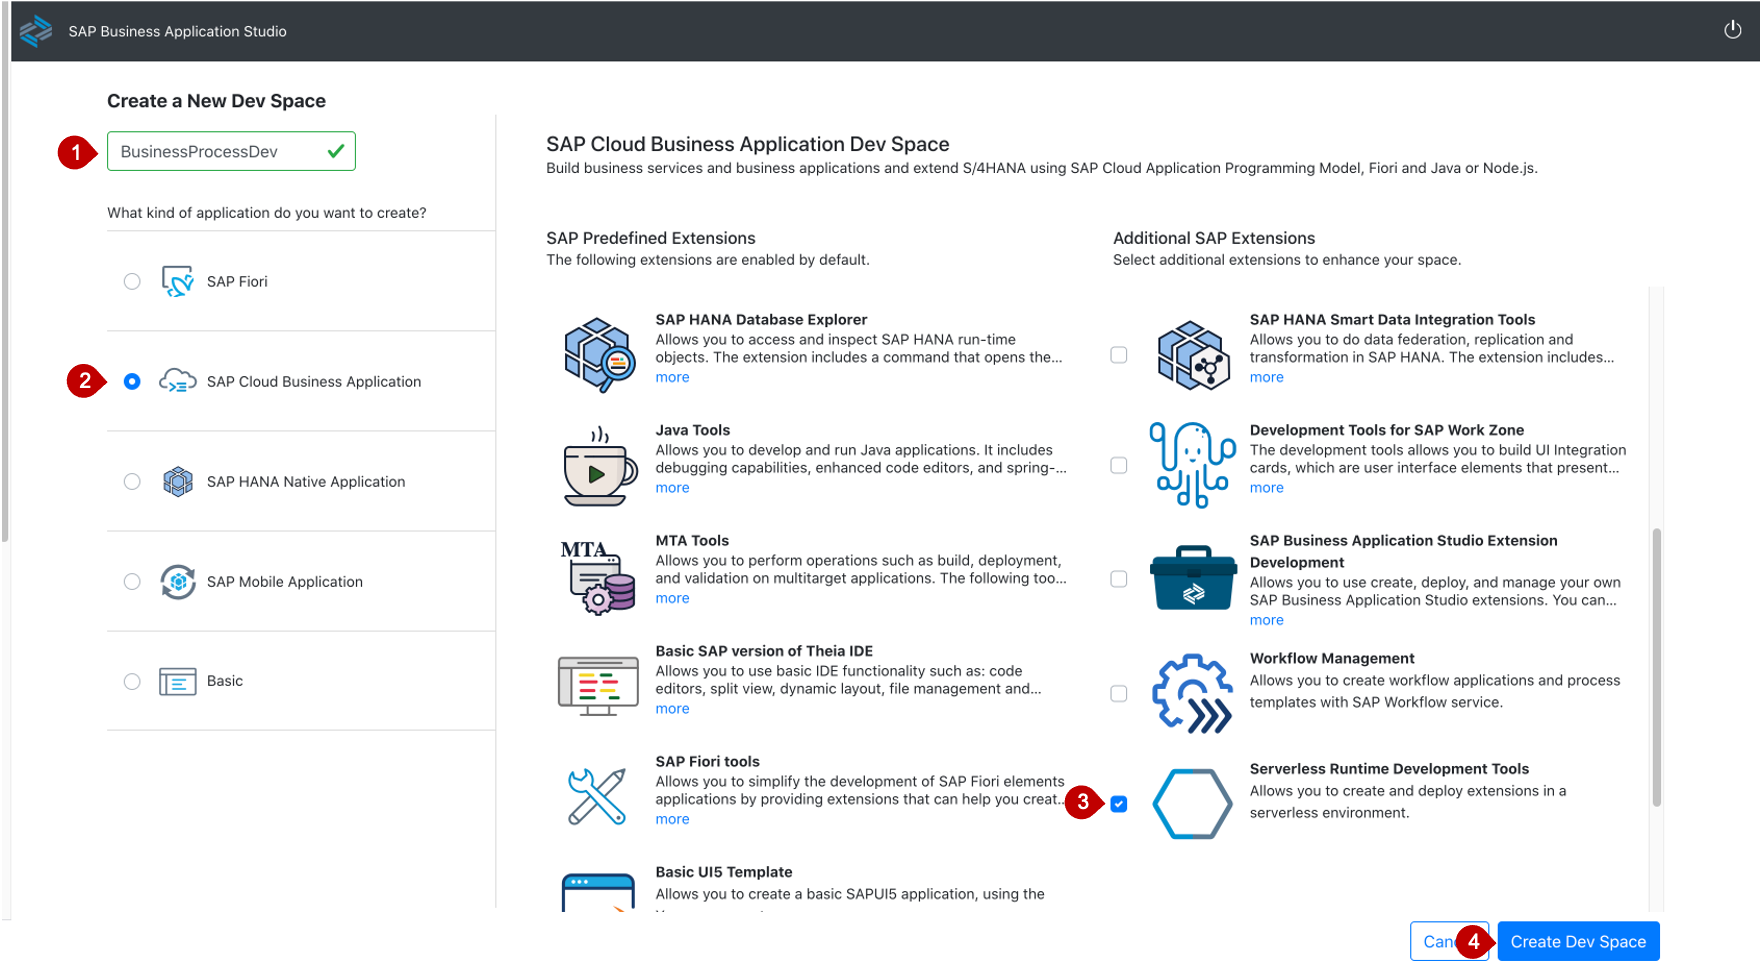 SAP Business Application Studio
Create a New Dev Space
1
BusinessProcessDev
What kind of application do you want to create?
SAP Fiori
2
SAP Cloud Business Application
SAP HANA Native Application
SAP Mobile Application
Basic
SAP Cloud Business Application Dev Space
Build business services and business applications and extend S/4HANA using SAP Cloud Application Programming Model, Fiori and Java or Node.js.
SAP Predefined Extensions
The following extensions are enabled by default.
SAP HANA Database Explorer
Allows you to access and inspect SAP HANA run-time
objects. The extension includes a command that opens the...
more
Java Tools
Allows you to develop and run Java applications. It includes
debugging capabilities, enhanced code editors, and spring-...
more
MTA
MTA Tools
Allows you to perform operations such as build, deployment,
and validation on multitarget applications. The following too...
more
Basic SAP version of Theia IDE
Allows you to use basic IDE functionality such as: code
editors, split view, dynamic layout, file management and...
more
SAP Fiori tools
Allows you to simplify the development of SAP Fiori elements
applications by providing extensions that can help you creat...
more
Basic UI5 Template
Allows you to create a basic SAPUI5 application, using the
Additional SAP Extensions
Select additional extensions to enhance your space.
SAP HANA Smart Data Integration Tools
Allows you to do data federation, replication and
transformation in SAP HANA. The extension includes...
more
Development Tools for SAP Work Zone
The development tools allows you to build UI Integration
cards, which are user interface elements that present...
more
SAP Business Application Studio Extension
Development
Allows you to use create, deploy, and manage your own
SAP Business Application Studio extensions. You can...
more
Workflow Management
Allows you to create workflow applications and process
templates with SAP Workflow service.
3
Serverless Runtime Development Tools
Allows you to create and deploy extensions in a
serverless environment.
Can
4
Create Dev Space